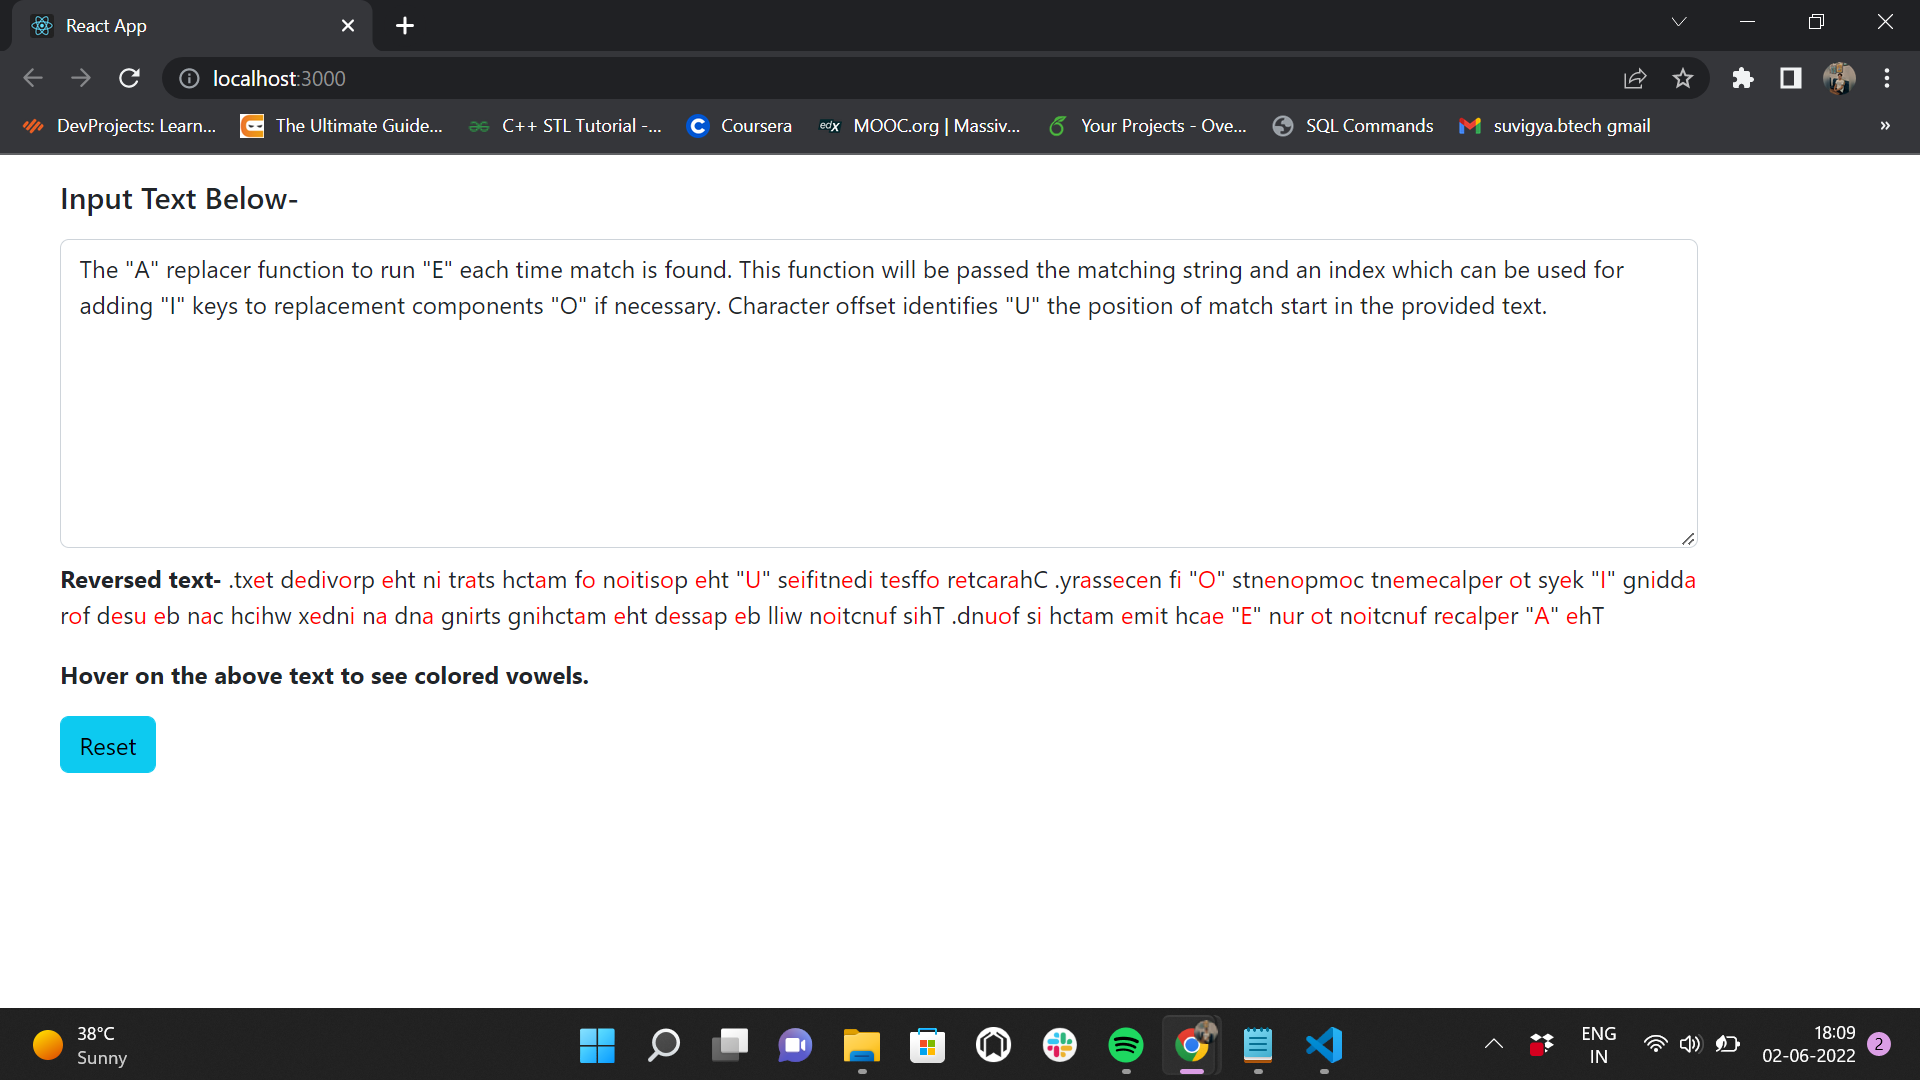 React App
localhost:3000
DevProjects: Learn... The Ultimate Guide... C++ STL Tutorial -... Coursera edX MOOC.org | Massiv... Your Projects - Ove... SQL Commands suvigya.btech gmail »
Input Text Below-
The "A" replacer function to run "E" each time match is found. This function will be passed the matching string and an index which can be used for
adding "I" keys to replacement components "O" if necessary. Character offset identifies "U" the position of match start in the provided text.
Reversed text- .txet dedivorp eht ni trats hctam fo noitisop eht "U" seifitnedi tesffo retcarahC .yrassecen fi "O" stnenopmoc tnemecalper ot syek "I" gnidda
rof desu eb nac hcihw xedni na dna gnirts gnihctam eht dessap eb lliw noitcnuf sihT .dnuof si hctam emit hcae "E" nur ot noitcnuf recalper "A" ehT
Hover on the above text to see colored vowels.
Reset
38°C
Sunny
ENG
IN
18:09
02-06-2022
2